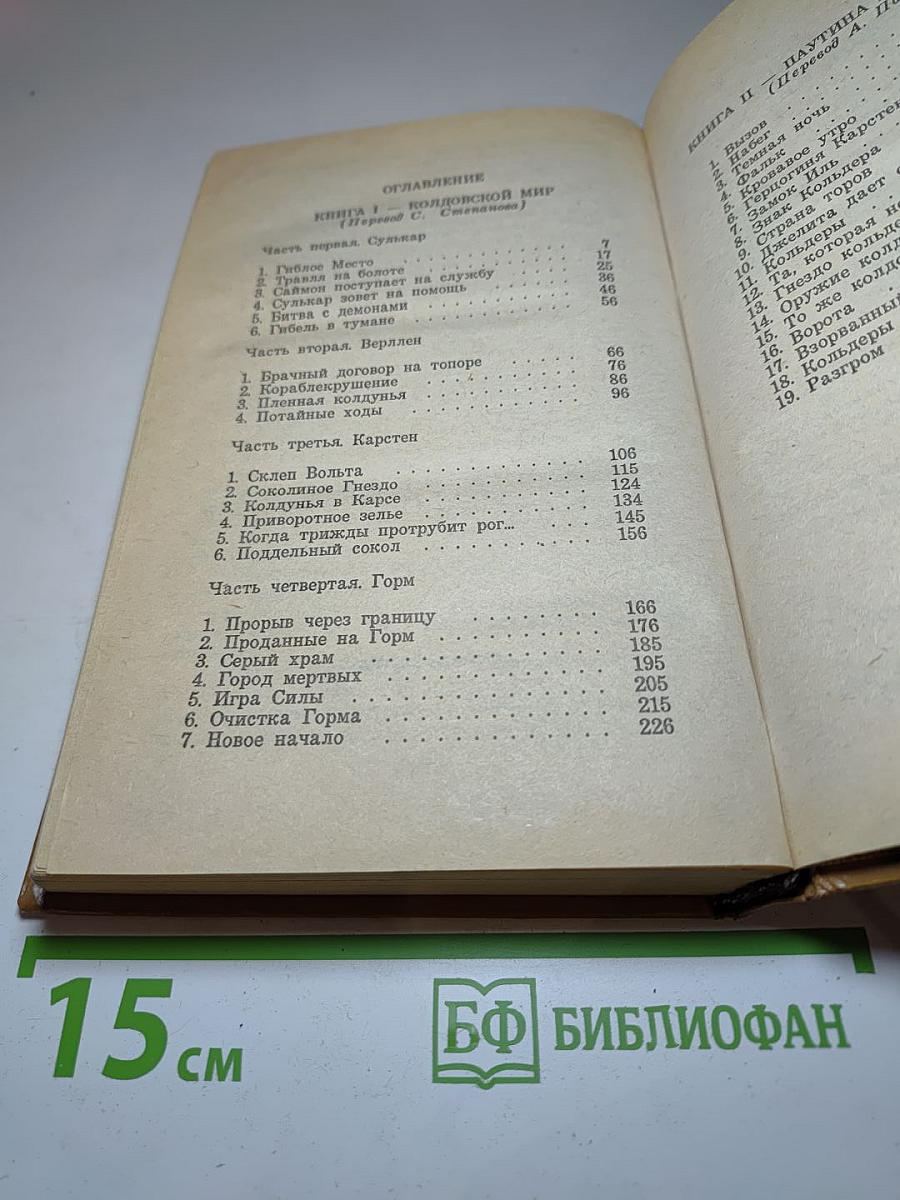 ОГЛАВЛЕНИЕ
КНИГА I — КОЛДОВСКОЙ МИР
(Перевод С. Степанова)
Часть первая. Сулькар
1. Гиблое Место . . . 7
2. Травля на болоте . . . 17
3. Саймон поступает на службу . . . 25
4. Сулькар зовет на помощь . . . 36
5. Битва с демонами . . . 46
6. Гибель в тумане . . . 56
Часть вторая. Верллен
1. Брачный договор на топоре . . . 66
2. Кораблекрушение . . . 76
3. Пленная колдунья . . . 86
4. Потайные ходы . . . 96
Часть третья. Карстен
1. Склеп Вольта . . . 106
2. Соколиное Гнездо . . . 115
3. Колдунья в Карсе . . . 124
4. Приворотное зелье . . . 134
5. Когда трижды протрубит рог... . . . 145
6. Поддельный сокол . . . 156
Часть четвертая. Горм
1. Прорыв через границу . . . 166
2. Проданные на Горм . . . 176
3. Серый храм . . . 185
4. Город мертвых . . . 195
5. Игра Силы . . . 205
6. Очистка Горма . . . 215
7. Новое начало . . . 226
КНИГА II — ПАУТИНА
(Перевод А.
1. Вызов
2. Набег
3. Темная ночь
4. Фальк
5. Кровавое утро
6. Герцогиня
7. Замок Иль
8. Знак Кольдера
9. Страна торов
10. Джелита дает
11. Кольдеры
12. Та, которая
13. Гнездо
14. Оружие
15. То же
16. Ворота
17. Взорванный
18. Кольдеры
19. Разгром
15 см
БФ БИБЛИОФАН